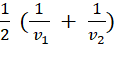 1/2 (1/v₁ + 1/v₂)